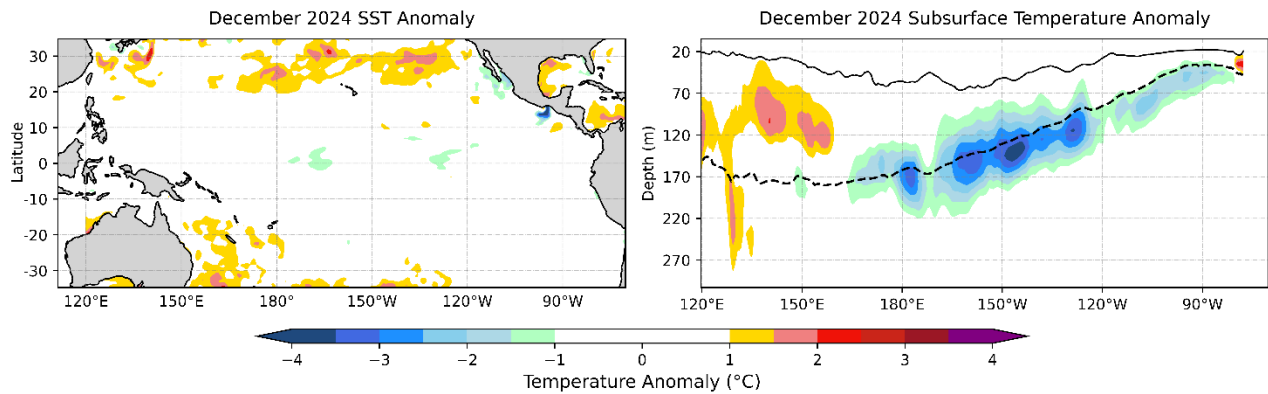 December 2024 SST Anomaly
Latitude
30
20
10
0
-10
-20
-30
120°E 150°E 180°E 150°W 120°W 90°W
December 2024 Subsurface Temperature Anomaly
Depth (m)
20
70
120
170
220
270
120°E 150°E 180°E 150°W 120°W 90°W
−4 −3 −2 −1 0 1 2 3 4
Temperature Anomaly (°C)